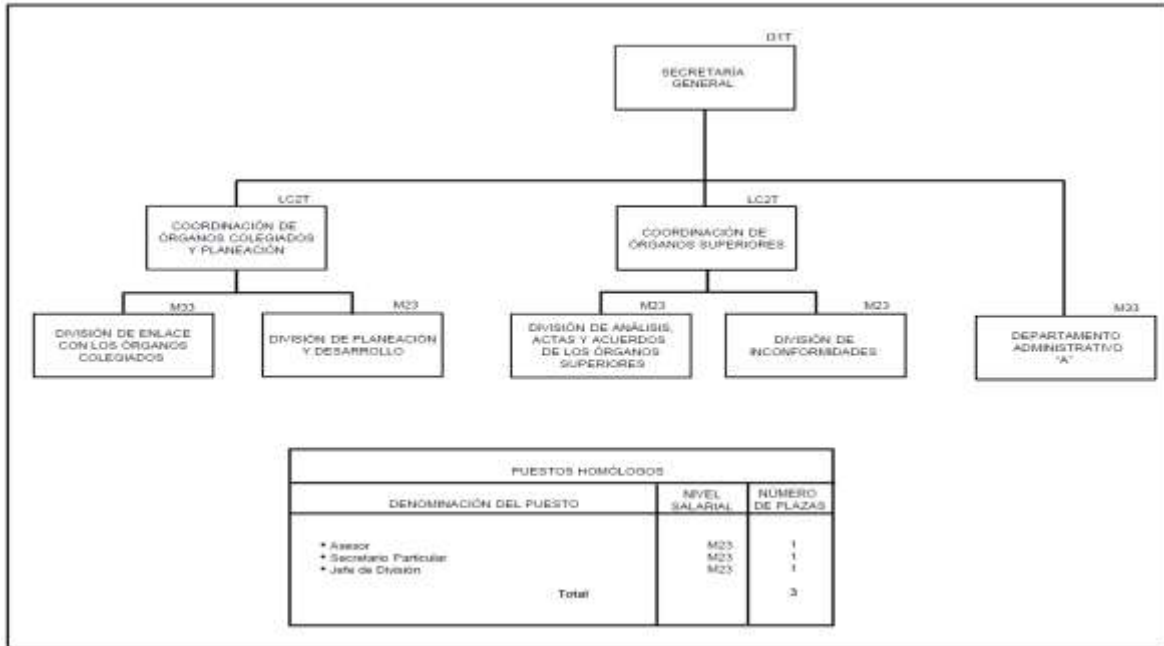 01T
SECRETARÍA
GENERAL
LC2T
COORDINACIÓN DE
ÓRGANOS COLEGIADOS
Y PLANEACIÓN
LC2T
COORDINACIÓN DE
ÓRGANOS SUPERIORES
M33
DIVISIÓN DE ENLACE
CON LOS ÓRGANOS
COLEGIADOS
M23
DIVISIÓN DE PLANEACIÓN
Y DESARROLLO
M23
DIVISIÓN DE ANÁLISIS,
ACTAS Y ACUERDOS
DE LOS ÓRGANOS
SUPERIORES
M23
DIVISIÓN DE
INCONFORMIDADES
M33
DEPARTAMENTO
ADMINISTRATIVO
"A"
PUESTOS HOMÓLOGOS
DENOMINACIÓN DEL PUESTO NIVEL SALARIAL NÚMERO DE PLAZAS
• Asesor M23 1
• Secretario Particular M23 1
• Jefe de División M23 1
Total 3